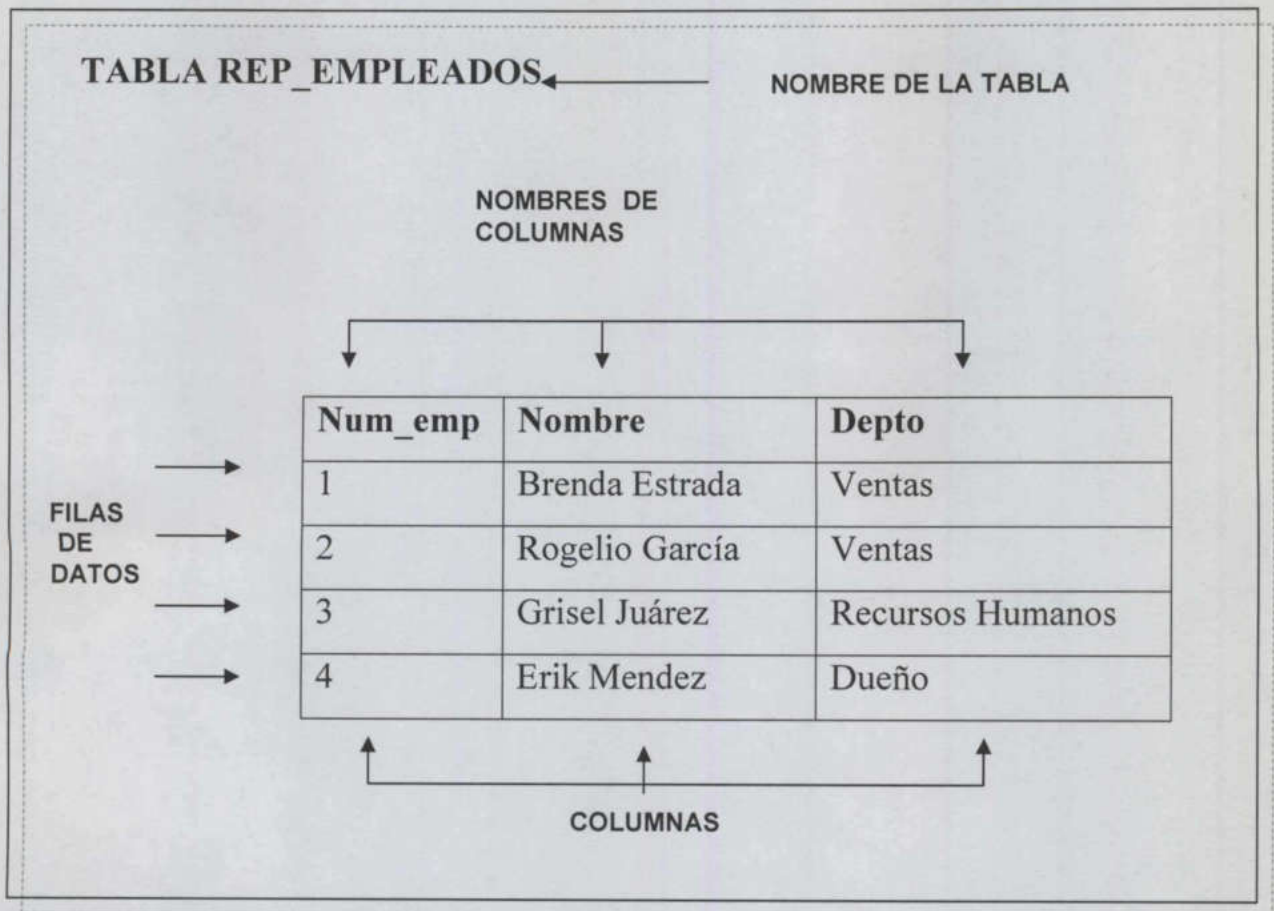 TABLA REP_EMPLEADOS
NOMBRE DE LA TABLA
NOMBRES DE
COLUMNAS
Num_emp Nombre Depto
1 Brenda Estrada Ventas
2 Rogelio García Ventas
3 Grisel Juárez Recursos Humanos
4 Erik Mendez Dueño
FILAS
DE
DATOS
COLUMNAS